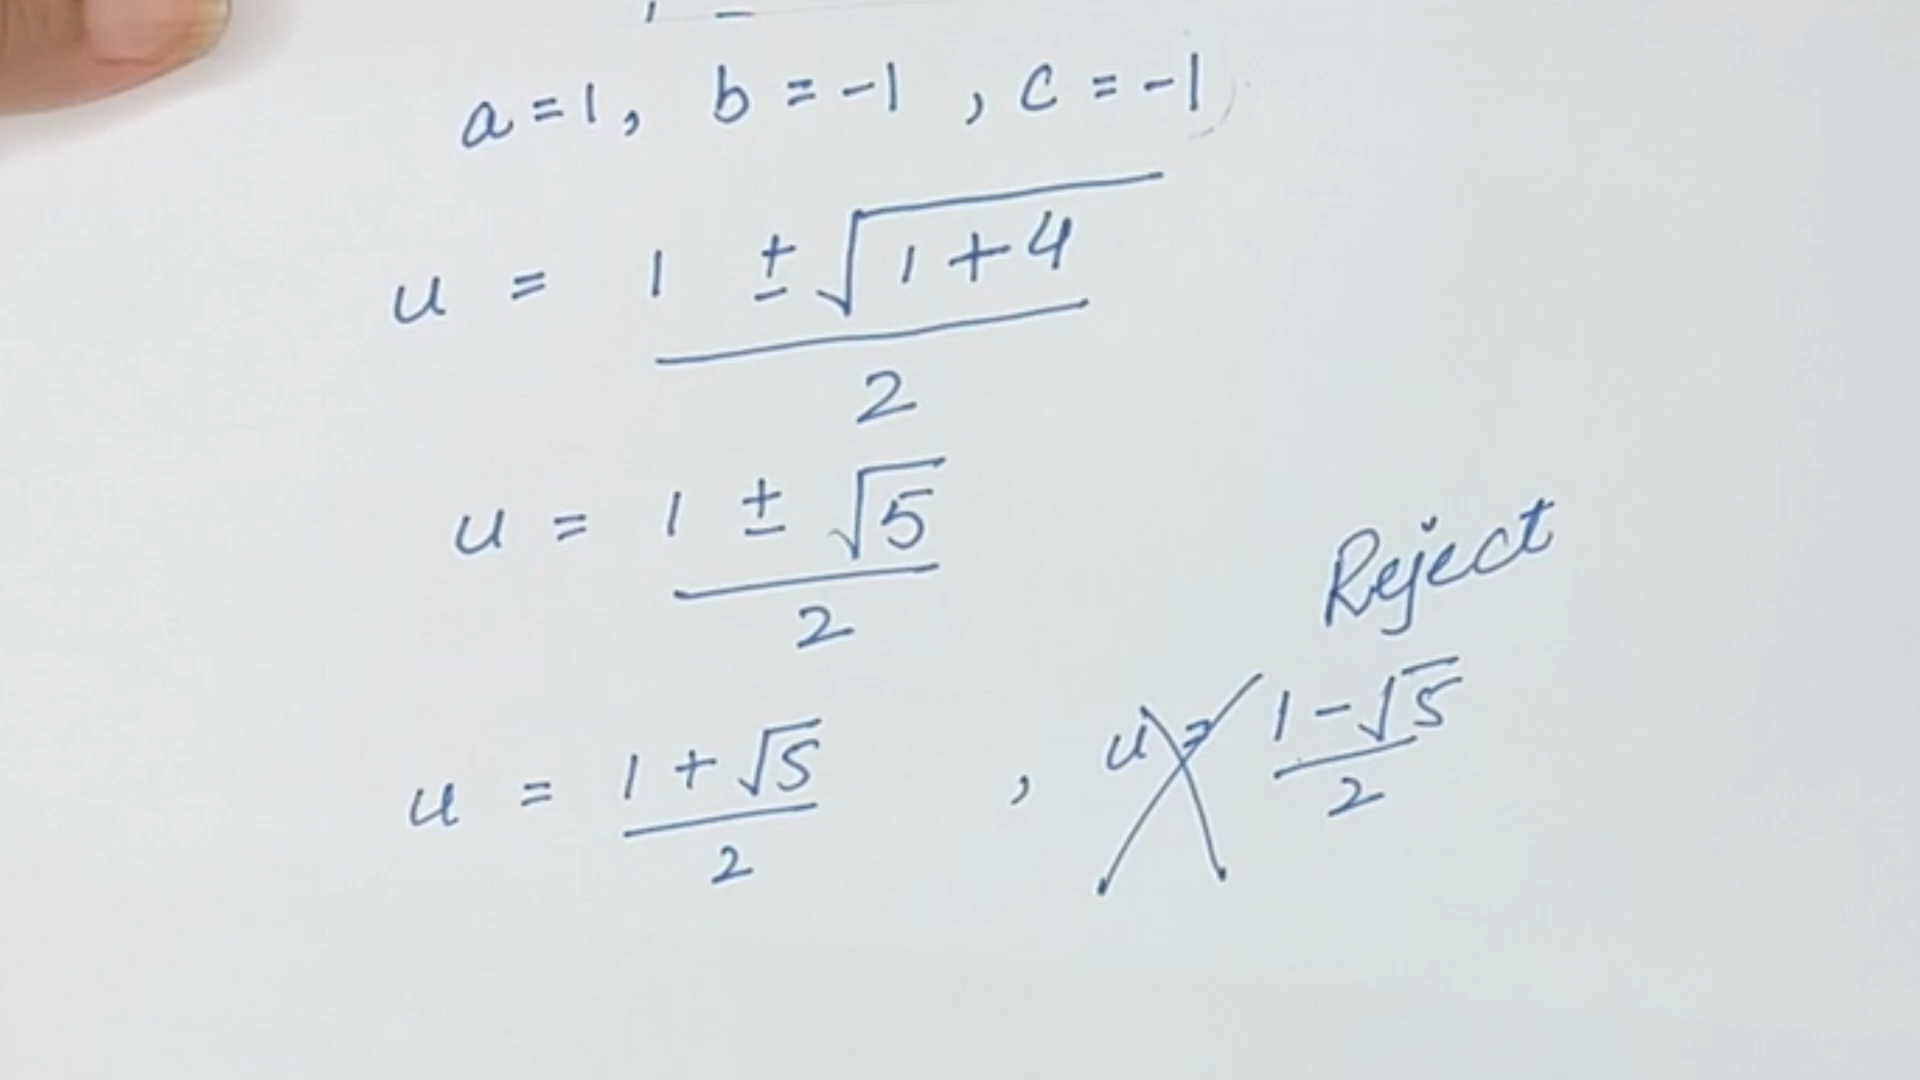 a = 1, b = -1, c = -1
u = 1 ± √1+4 / 2
u = 1 ± √5 / 2
Reject
u = 1 + √5 / 2 , u = 1 - √5 / 2